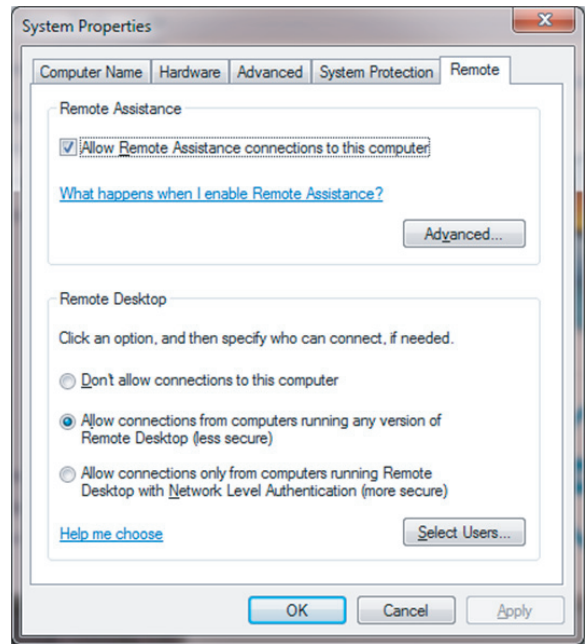 System Properties
Computer Name
Hardware
Advanced
System Protection
Remote
Remote Assistance
Allow Remote Assistance connections to this computer
What happens when I enable Remote Assistance?
Advanced...
Remote Desktop
Click an option, and then specify who can connect, if needed.
Don't allow connections to this computer
Allow connections from computers running any version of
Remote Desktop (less secure)
Allow connections only from computers running Remote
Desktop with Network Level Authentication (more secure)
Help me choose
Select Users...
OK
Cancel
Apply